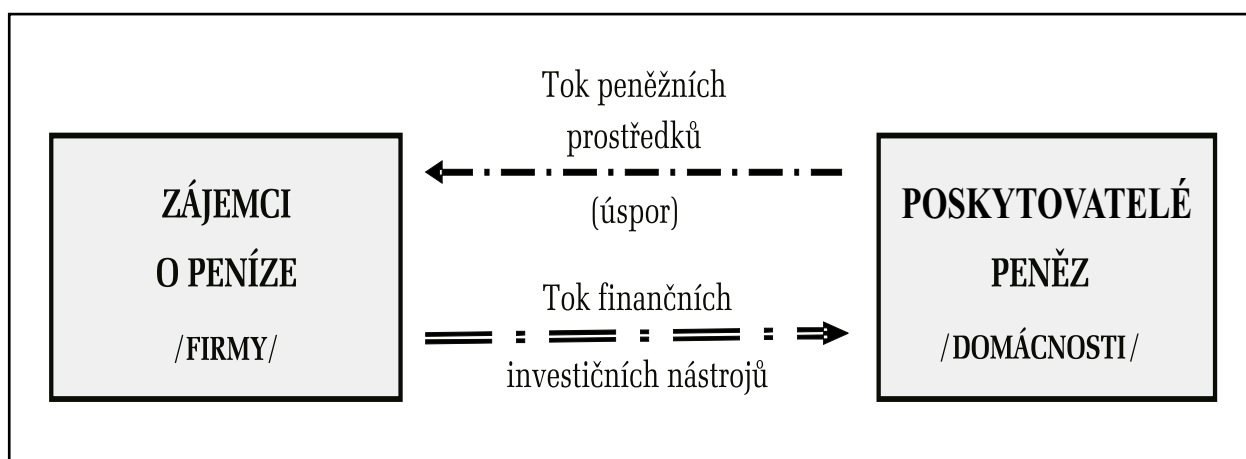 ZÁJEMCI
O PENÍZE
/FIRMY/
Tok peněžních
prostředků
(úspor)
Tok finančních
investičních nástrojů
POSKYTOVATELÉ
PENĚZ
/DOMÁCNOSTI/